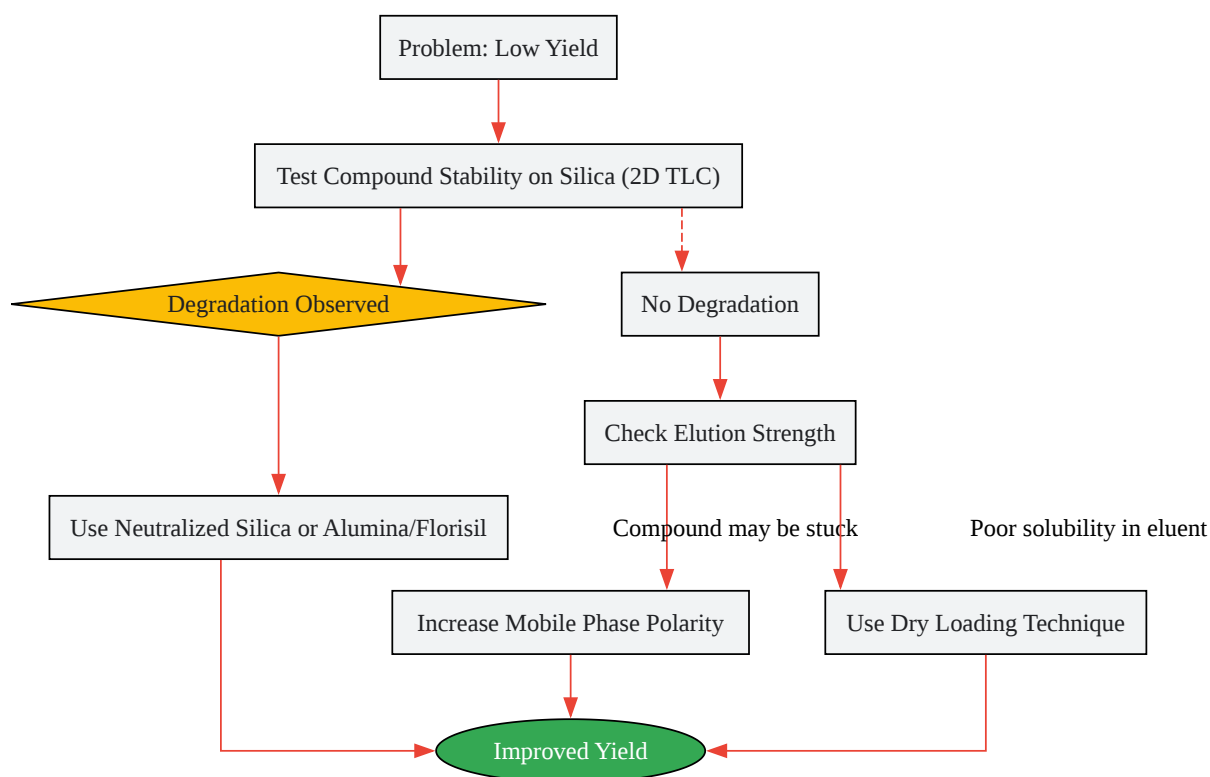 Problem: Low Yield
Test Compound Stability on Silica (2D TLC)
Degradation Observed
No Degradation
Check Elution Strength
Use Neutralized Silica or Alumina/Florisil
Compound may be stuck
Poor solubility in eluent
Increase Mobile Phase Polarity
Use Dry Loading Technique
Improved Yield